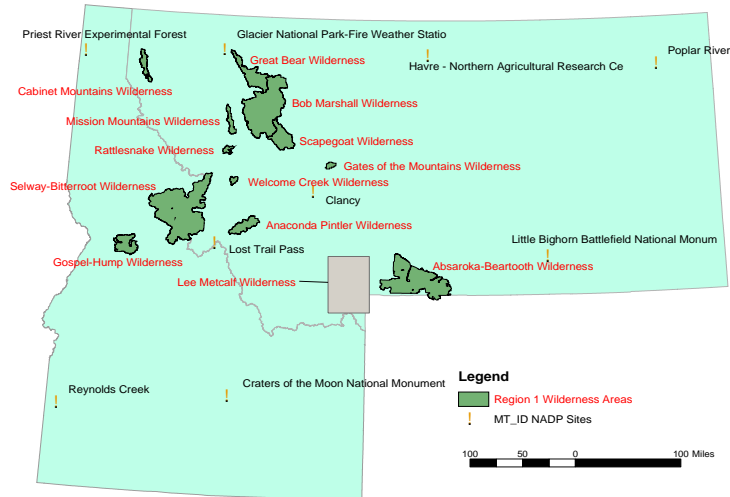 Priest River Experimental Forest
Glacier National Park-Fire Weather Statio
Great Bear Wilderness
Havre - Northern Agricultural Research Ce
Poplar River
Cabinet Mountains Wilderness
Bob Marshall Wilderness
Mission Mountains Wilderness
Scapegoat Wilderness
Rattlesnake Wilderness
Gates of the Mountains Wilderness
Selway-Bitterroot Wilderness
Welcome Creek Wilderness
Clancy
Anaconda Pintler Wilderness
Lost Trail Pass
Little Bighorn Battlefield National Monum
Gospel-Hump Wilderness
Absaroka-Beartooth Wilderness
Lee Metcalf Wilderness
Reynolds Creek
Craters of the Moon National Monument
Legend
Region 1 Wilderness Areas
MT_ID NADP Sites
100 50 0 100 Miles